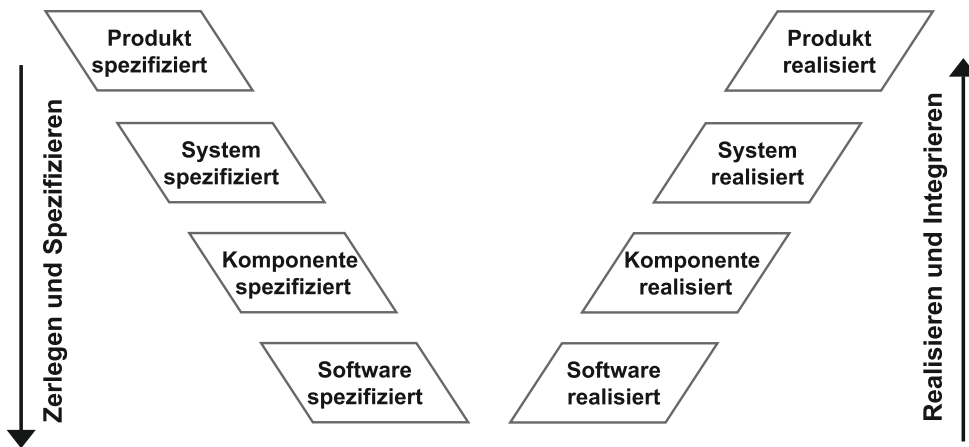 Produkt
spezifiziert
Produkt
realisiert
System
spezifiziert
System
realisiert
Komponente
spezifiziert
Komponente
realisiert
Software
spezifiziert
Software
realisiert
Zerlegen und Spezifizieren
Realisieren und Integrieren